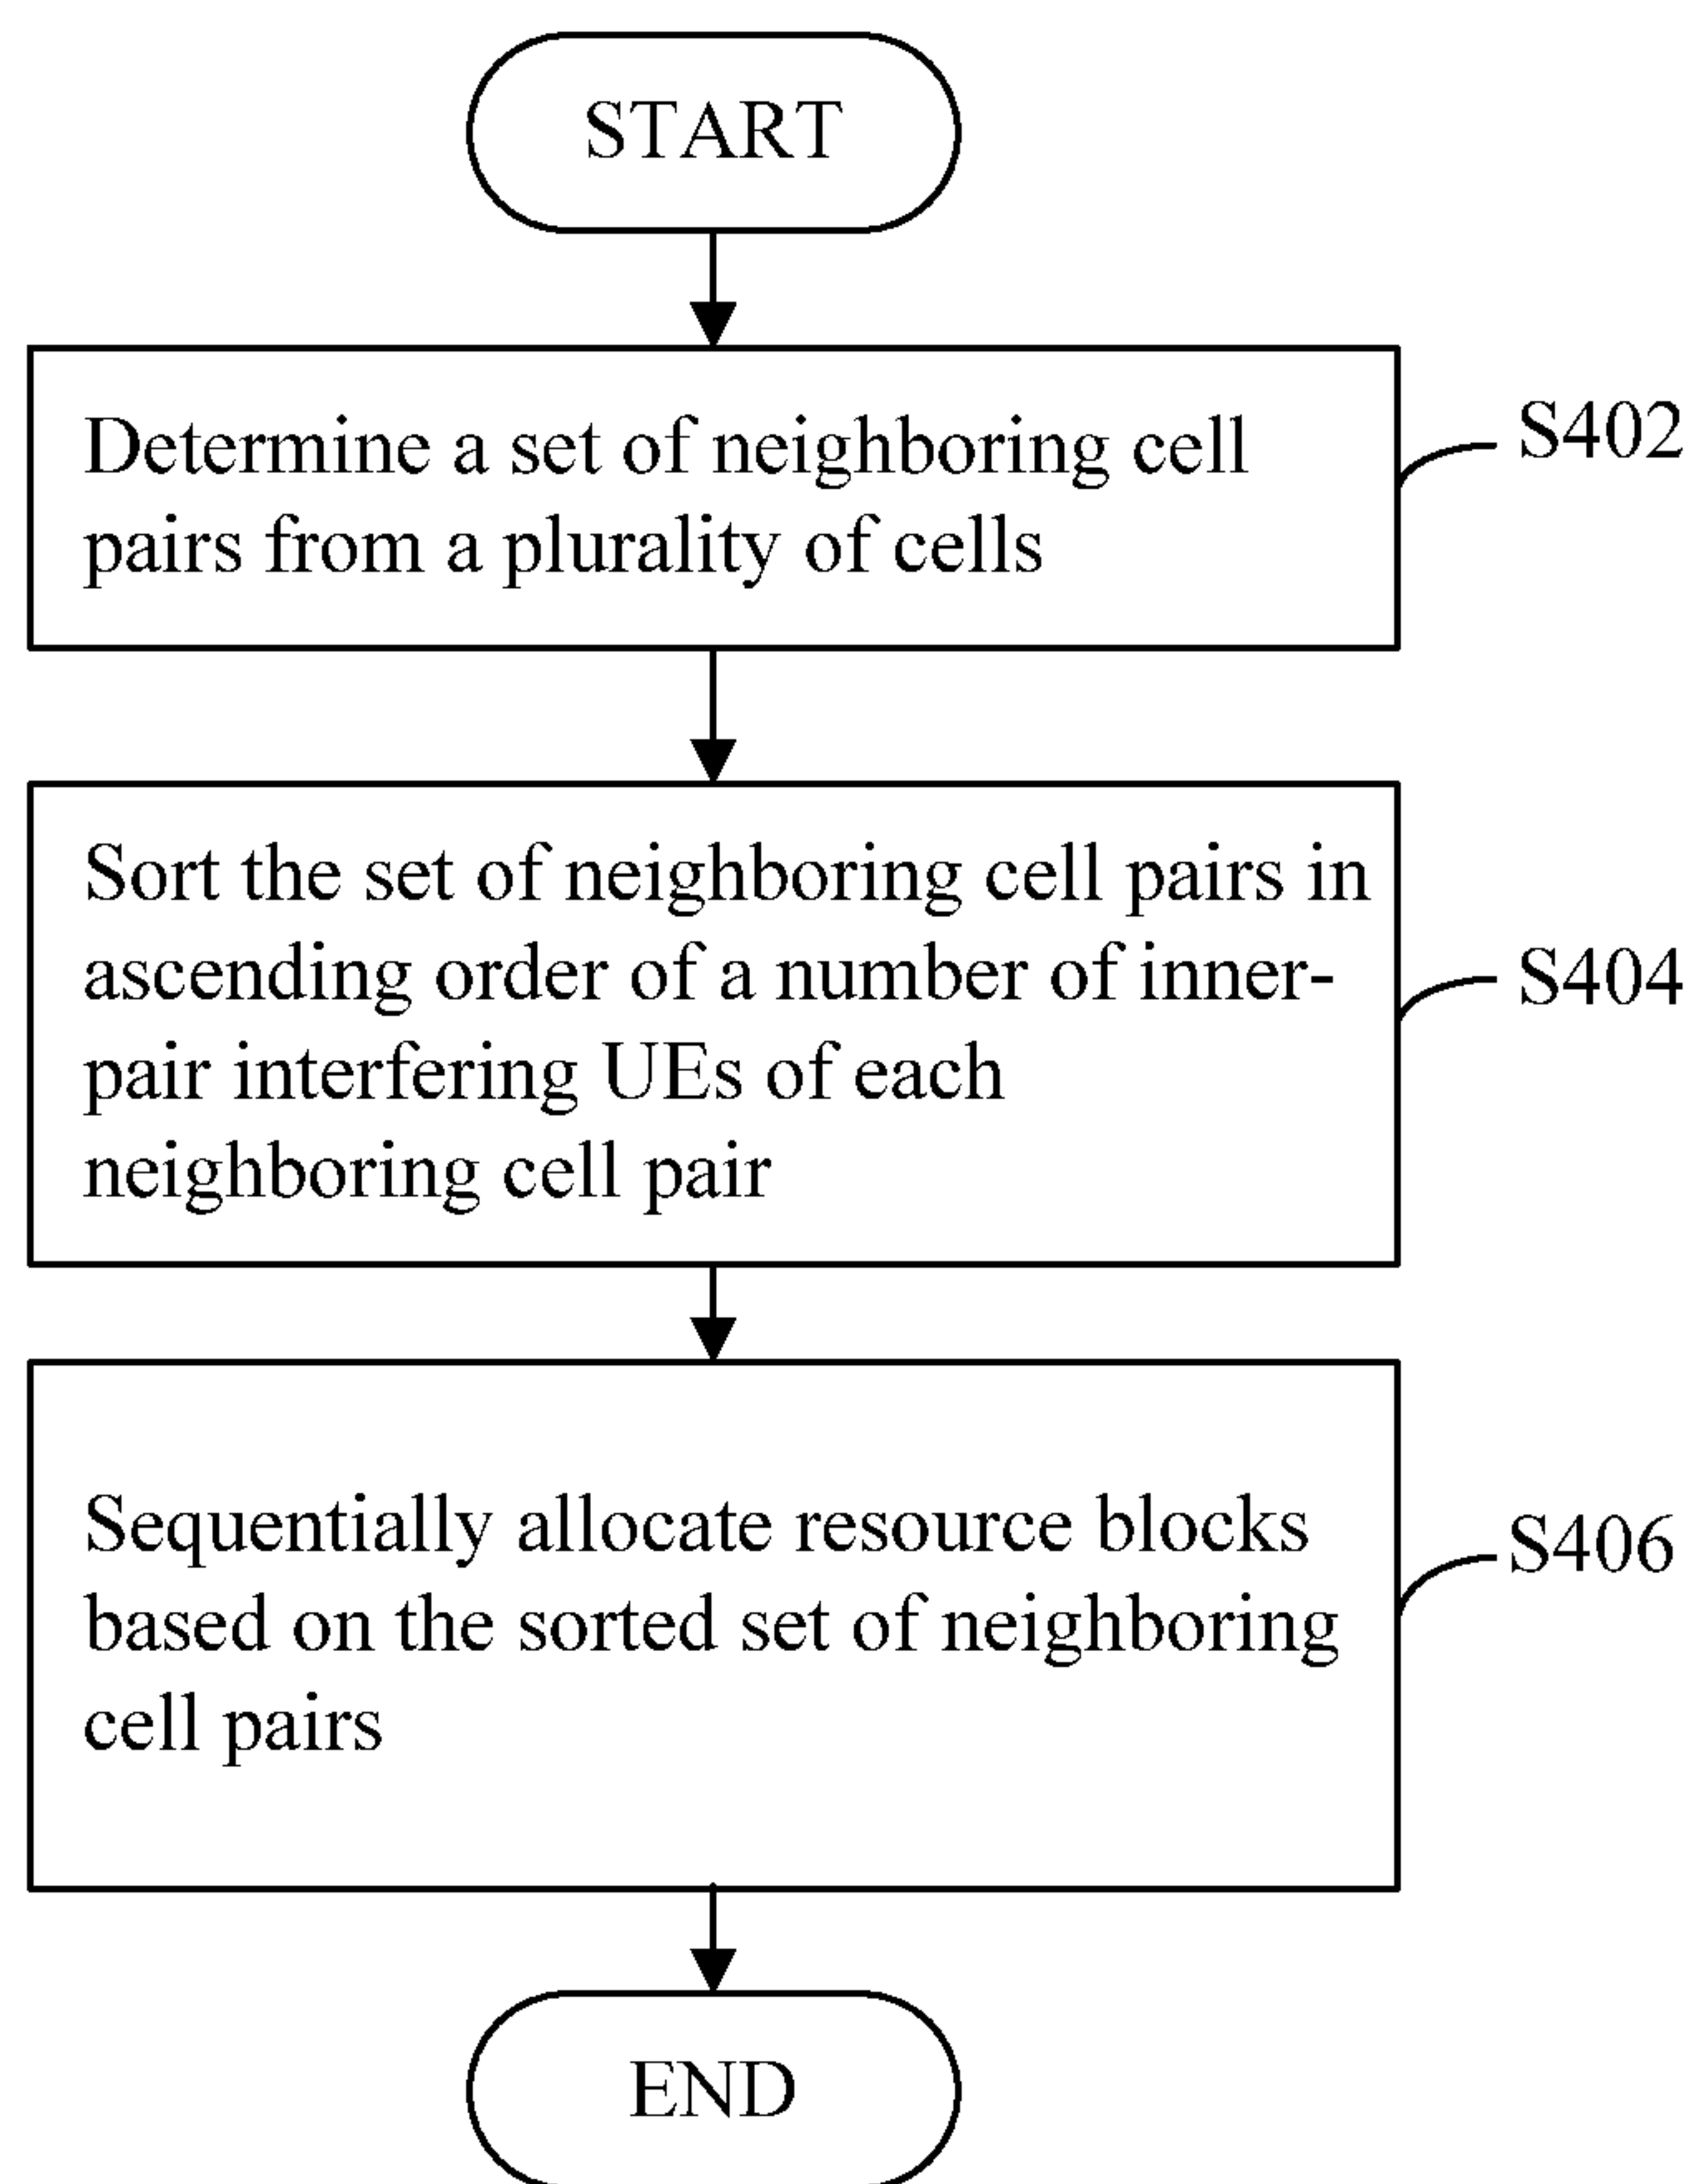 START
Determine a set of neighboring cell
pairs from a plurality of cells
S402
Sort the set of neighboring cell pairs in
ascending order of a number of inner-
pair interfering UEs of each
neighboring cell pair
S404
Sequentially allocate resource blocks
based on the sorted set of neighboring
cell pairs
S406
END